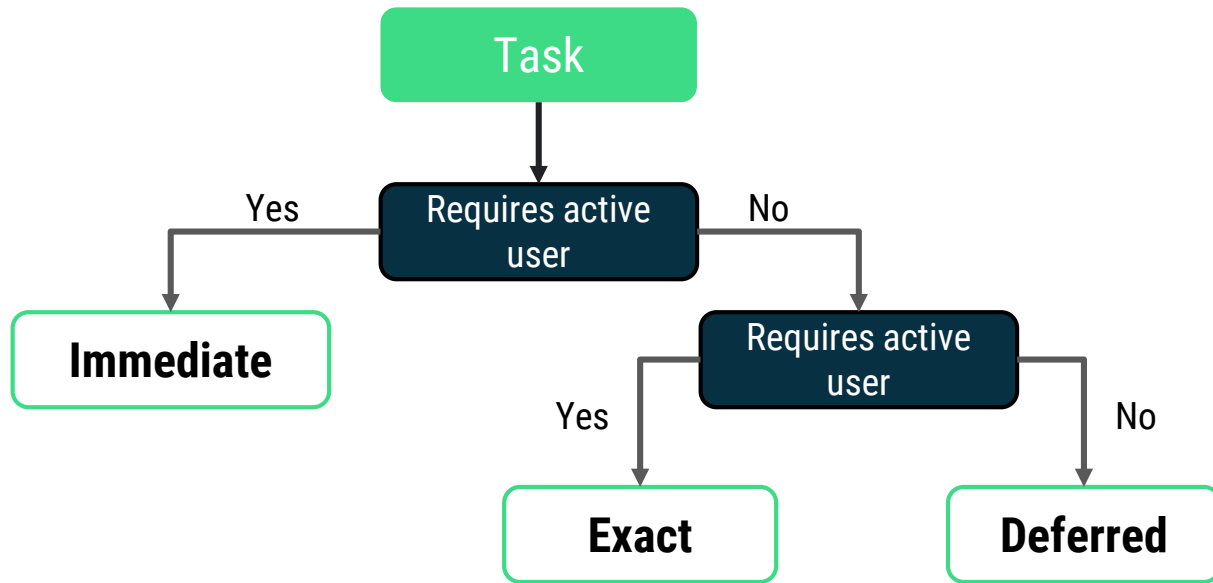 Task
Requires active
user
Yes
No
Immediate
Requires active
user
Yes
No
Exact
Deferred